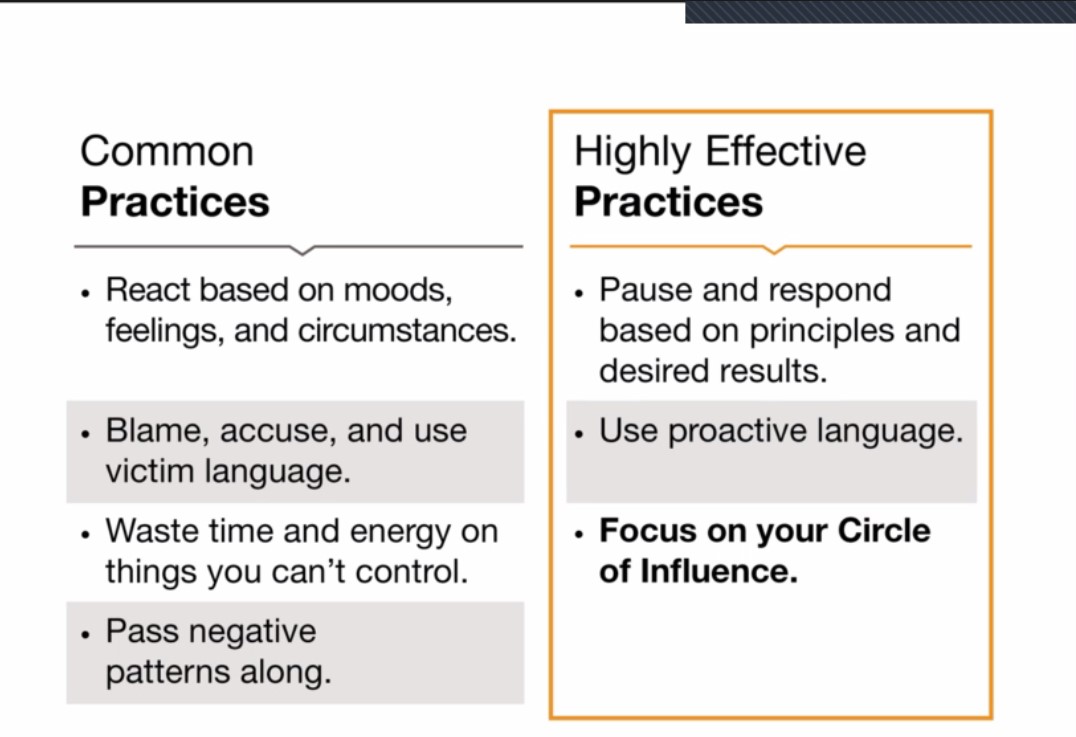 Common
Practices
• React based on moods,
feelings, and circumstances.
• Blame, accuse, and use
victim language.
• Waste time and energy on
things you can’t control.
• Pass negative
patterns along.
Highly Effective
Practices
• Pause and respond
based on principles and
desired results.
• Use proactive language.
• Focus on your Circle
of Influence.